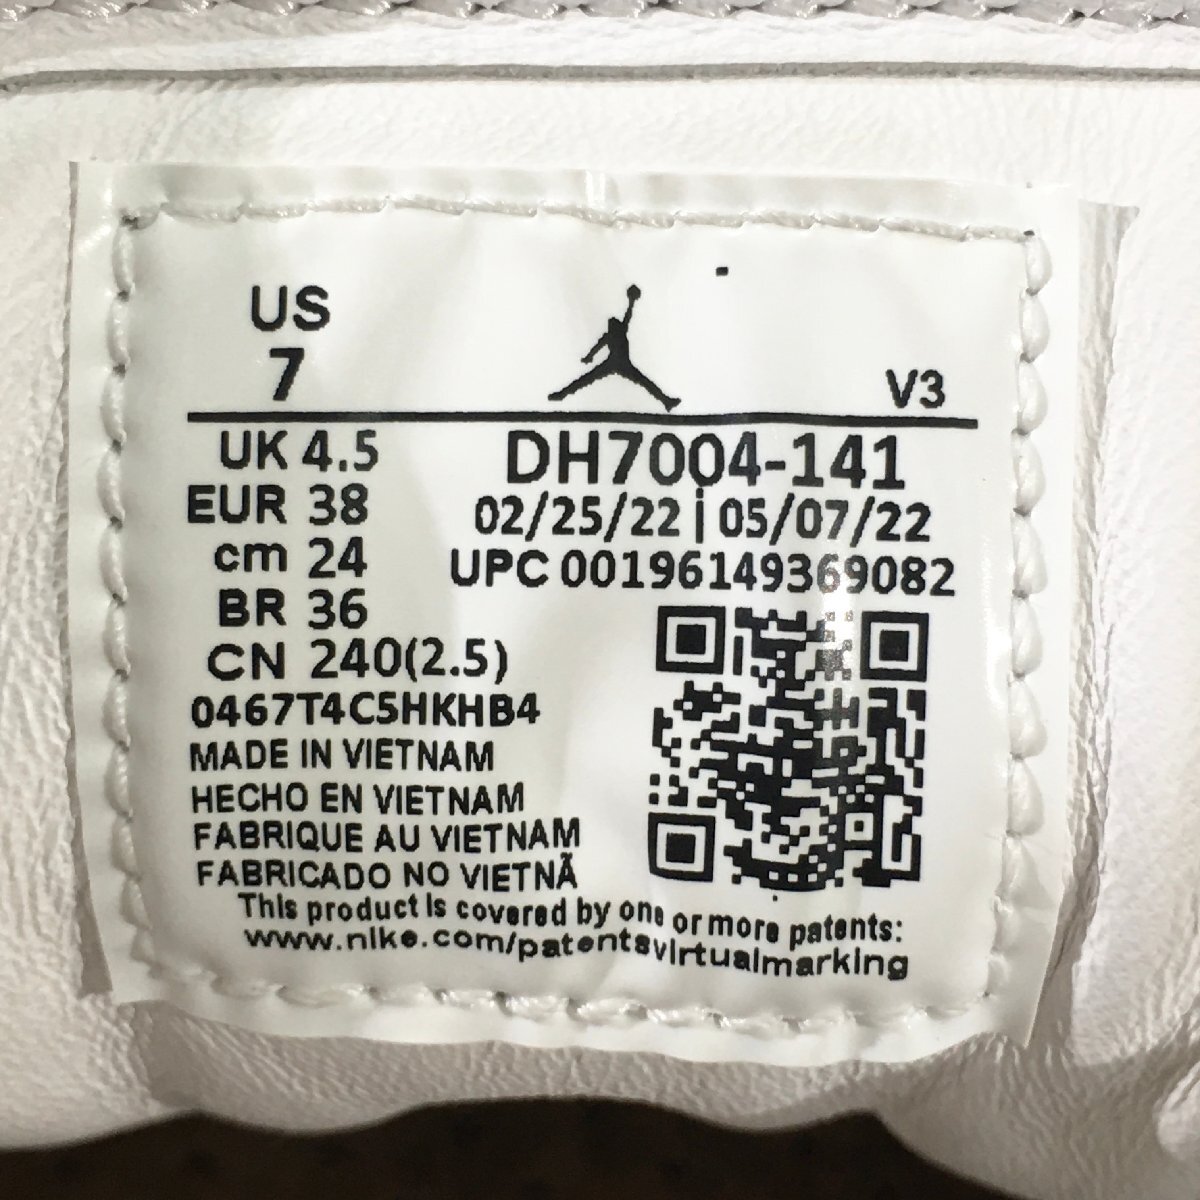 US
7
V3
UK 4.5
DH7004-141
EUR 38
02/25/22 | 05/07/22
cm 24
UPC 00196149369082
BR 36
CN 240(2.5)
0467T4C5HKHB4
MADE IN VIETNAM
HECHO EN VIETNAM
FABRIQUE AU VIETNAM
FABRICADO NO VIETNÃ
This product is covered by one or more patents:
www.nike.com/patentsvirtualmarking